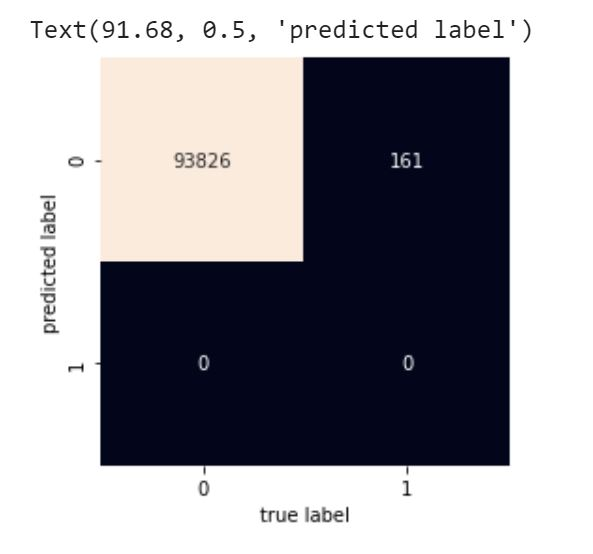 Text(91.68, 0.5, 'predicted label')
0
93826
161
predicted label
1
0
0
0
1
true label